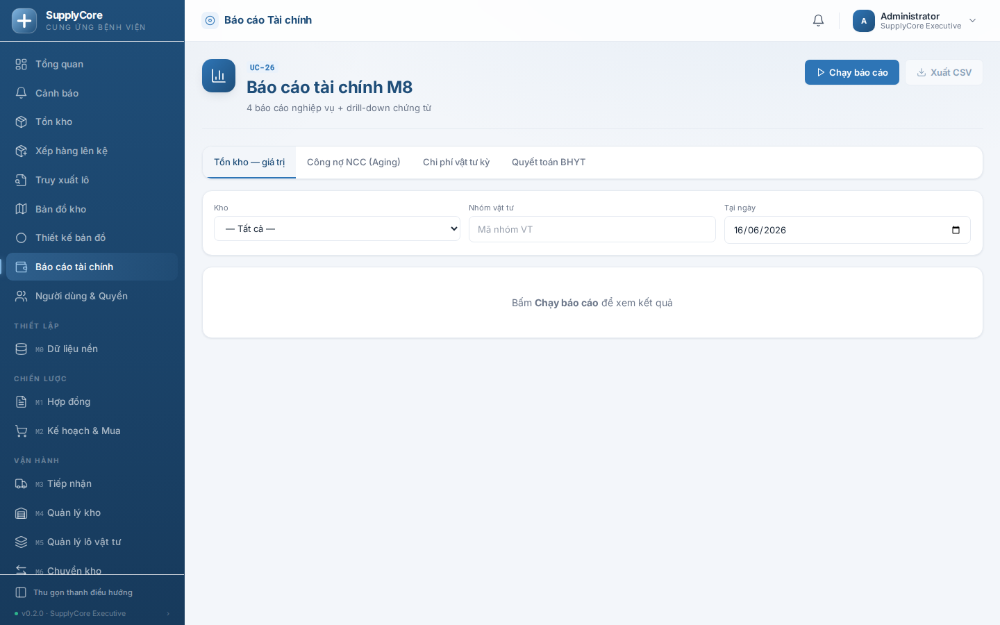 SupplyCore
CUNG ỨNG BỆNH VIỆN
Tổng quan
Cảnh báo
Tồn kho
Xếp hàng lên kệ
Truy xuất lô
Bản đồ kho
Thiết kế bản đồ
Báo cáo tài chính
Người dùng & Quyền
THIẾT LẬP
M0 Dữ liệu nền
CHIẾN LƯỢC
M1 Hợp đồng
M2 Kế hoạch & Mua
VẬN HÀNH
M3 Tiếp nhận
M4 Quản lý kho
M5 Quản lý lô vật tư
M6 Chuyển kho
Thu gọn thanh điều hướng
v0.2.0 · SupplyCore Executive
Báo cáo Tài chính
A
Administrator
SupplyCore Executive
UC-26
Báo cáo tài chính M8
4 báo cáo nghiệp vụ + drill-down chứng từ
Chạy báo cáo
Xuất CSV
Tồn kho — giá trị
Công nợ NCC (Aging)
Chi phí vật tư kỳ
Quyết toán BHYT
Kho
— Tất cả —
Nhóm vật tư
Mã nhóm VT
Tại ngày
16/06/2026
Bấm Chạy báo cáo để xem kết quả